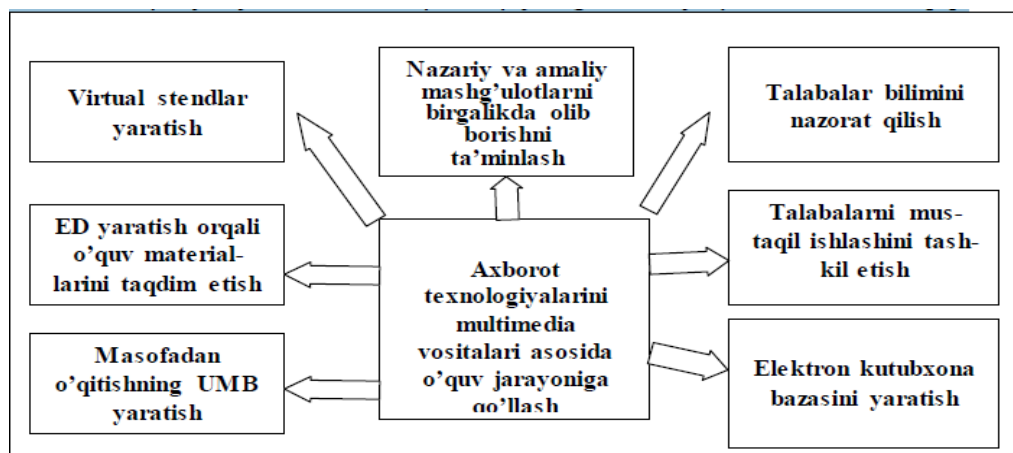 Virtual stendlar
yaratish
Nazariy va amaliy
mashg'ulotlarni
birgalikda olib
borishni
ta'minlash
Talabalar bilimini
nazorat qilish
ED yaratish orqali
o'quv material-
larini taqdim etish
Axborot
texnologiyalarini
multimedia
vositalari asosida
o'quv jarayoniga
qo'llash
Talabalarni mus-
taqil ishlashini tash-
kil etish
Masofadan
o'qitishning UMB
yaratish
Elektron kutubxona
bazasini yaratish